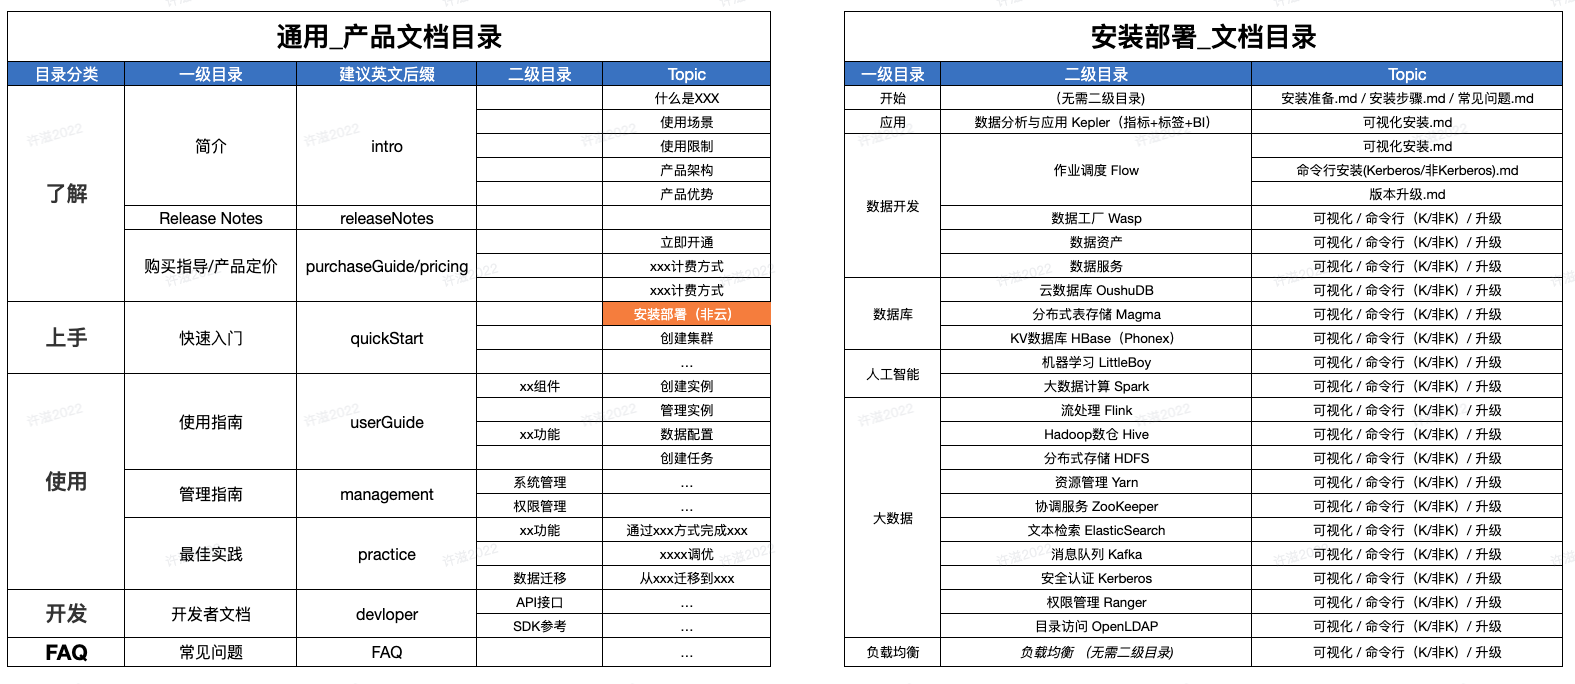 通用_产品文档目录
目录分类 一级目录 建议英文后缀 二级目录 Topic
了解 简介 intro 什么是XXX
使用场景
使用限制
产品架构
产品优势
Release Notes releaseNotes
购买指导/产品定价 purchaseGuide/pricing 立即开通
xxx计费方式
xxx计费方式
上手 快速入门 quickStart 安装部署（非云）
创建集群
...
使用 使用指南 userGuide xx组件 创建实例
管理实例
xx功能 数据配置
创建任务
管理指南 management 系统管理 ...
权限管理 ...
最佳实践 practice xx功能 通过xxx方式完成xxx
xxxx调优
数据迁移 从xxx迁移到xxx
开发 开发者文档 devloper API接口 ...
SDK参考 ...
FAQ 常见问题 FAQ ...
安装部署_文档目录
一级目录 二级目录 Topic
开始 （无需二级目录） 安装准备.md / 安装步骤.md / 常见问题.md
应用 数据分析与应用 Kepler（指标+标签+BI） 可视化安装.md
数据开发 作业调度 Flow 可视化安装.md
命令行安装(Kerberos/非Kerberos).md
版本升级.md
数据工厂 Wasp 可视化 / 命令行（K/非K）/ 升级
数据资产 可视化 / 命令行（K/非K）/ 升级
数据服务 可视化 / 命令行（K/非K）/ 升级
数据库 云数据库 OushuDB 可视化 / 命令行（K/非K）/ 升级
分布式表存储 Magma 可视化 / 命令行（K/非K）/ 升级
KV数据库 HBase（Phonex） 可视化 / 命令行（K/非K）/ 升级
人工智能 机器学习 LittleBoy 可视化 / 命令行（K/非K）/ 升级
大数据计算 Spark 可视化 / 命令行（K/非K）/ 升级
大数据 流处理 Flink 可视化 / 命令行（K/非K）/ 升级
Hadoop数仓 Hive 可视化 / 命令行（K/非K）/ 升级
分布式存储 HDFS 可视化 / 命令行（K/非K）/ 升级
资源管理 Yarn 可视化 / 命令行（K/非K）/ 升级
协调服务 ZooKeeper 可视化 / 命令行（K/非K）/ 升级
文本检索 ElasticSearch 可视化 / 命令行（K/非K）/ 升级
消息队列 Kafka 可视化 / 命令行（K/非K）/ 升级
安全认证 Kerberos 可视化 / 命令行（K/非K）/ 升级
权限管理 Ranger 可视化 / 命令行（K/非K）/ 升级
目录访问 OpenLDAP 可视化 / 命令行（K/非K）/ 升级
负载均衡 负载均衡 （无需二级目录） 可视化 / 命令行（K/非K）/ 升级